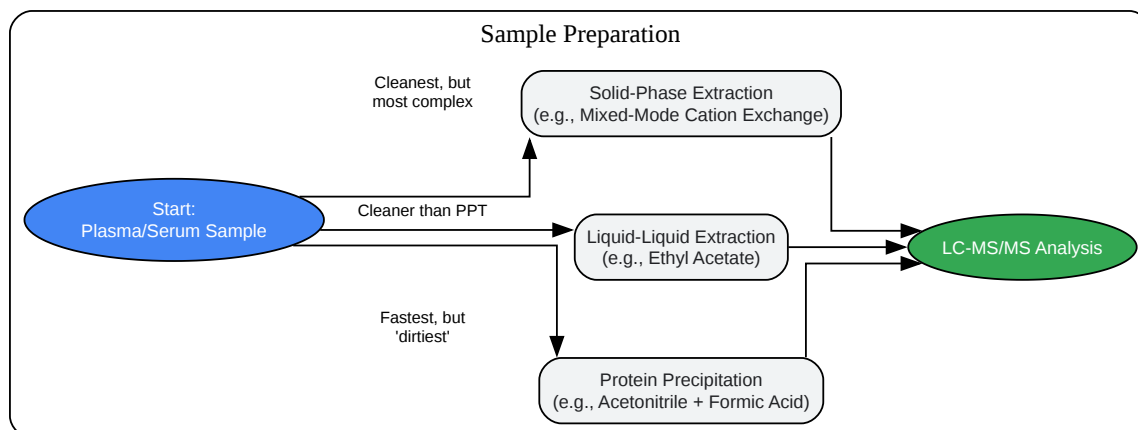 Sample Preparation
Cleanest, but
most complex
Solid-Phase Extraction
(e.g., Mixed-Mode Cation Exchange)
Start:
Plasma/Serum Sample
Cleaner than PPT
Liquid-Liquid Extraction
(e.g., Ethyl Acetate)
LC-MS/MS Analysis
Fastest, but
'dirtiest'
Protein Precipitation
(e.g., Acetonitrile + Formic Acid)